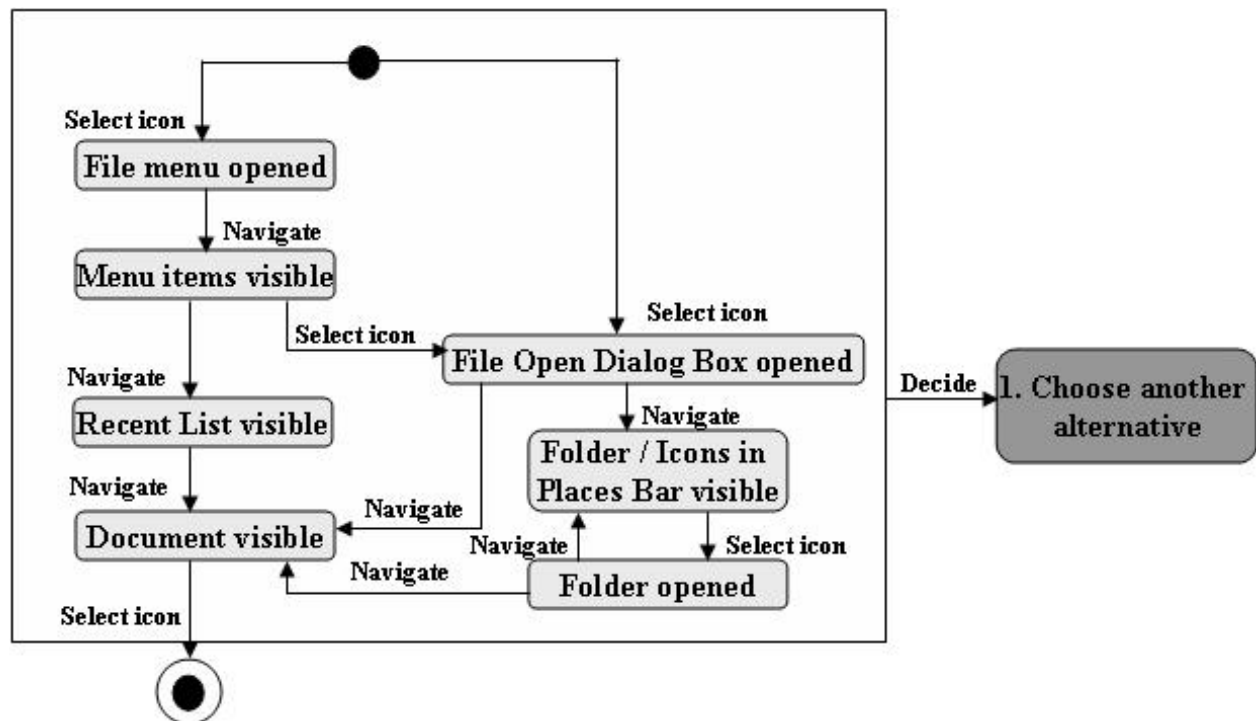 Select icon
File menu opened
Navigate
Menu items visible
Select icon
Select icon
File Open Dialog Box opened
Navigate
Recent List visible
Navigate
Folder / Icons in
Places Bar visible
Navigate
Document visible
Navigate
Navigate
Select icon
Navigate
Folder opened
Select icon
Decide
1. Choose another
alternative